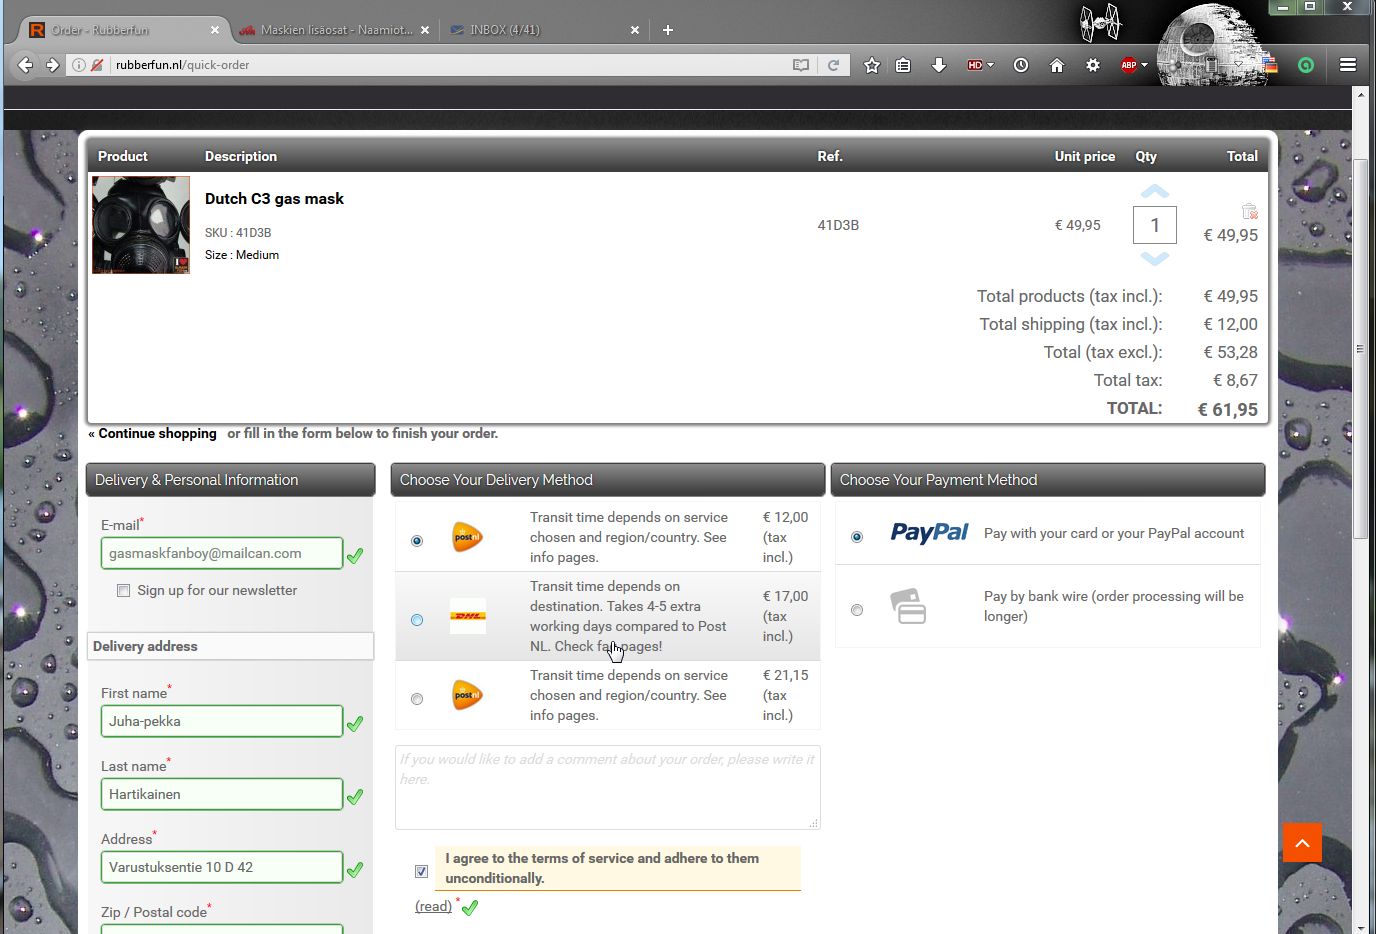 Order - Rubberfun
Maskien lisäosat - Naamiot...
INBOX (4/41)
rubberfun.nl/quick-order
HD
ABP
Product Description Ref. Unit price Qty Total
Dutch C3 gas mask
SKU : 41D3B
Size : Medium
41D3B
€ 49,95
1
€ 49,95
Total products (tax incl.): € 49,95
Total shipping (tax incl.): € 12,00
Total (tax excl.): € 53,28
Total tax: € 8,67
TOTAL: € 61,95
« Continue shopping or fill in the form below to finish your order.
Delivery & Personal Information
E-mail*
gasmaskfanboy@mailcan.com
Sign up for our newsletter
Delivery address
First name*
Juha-pekka
Last name*
Hartikainen
Address*
Varustuksentie 10 D 42
Zip / Postal code*
Choose Your Delivery Method
postnl
Transit time depends on service
chosen and region/country. See
info pages.
€ 12,00
(tax
incl.)
DHL
Transit time depends on
destination. Takes 4-5 extra
working days compared to Post
NL. Check faq pages!
€ 17,00
(tax
incl.)
postnl
Transit time depends on service
chosen and region/country. See
info pages.
€ 21,15
(tax
incl.)
If you would like to add a comment about your order, please write it
here.
I agree to the terms of service and adhere to them
unconditionally.
(read) *
Choose Your Payment Method
PayPal Pay with your card or your PayPal account
Pay by bank wire (order processing will be
longer)